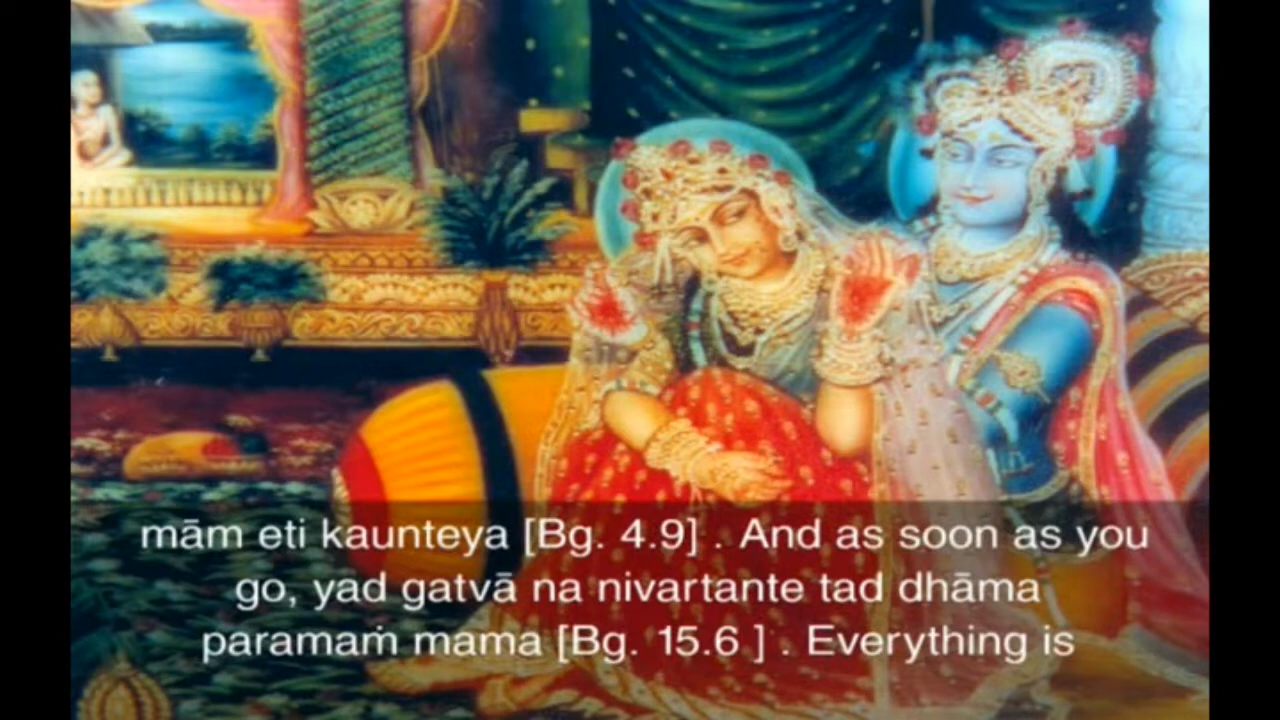 mām eti kaunteya [Bg. 4.9] . And as soon as you
go, yad gatvā na nivartante tad dhāma
paramaṁ mama [Bg. 15.6 ] . Everything is